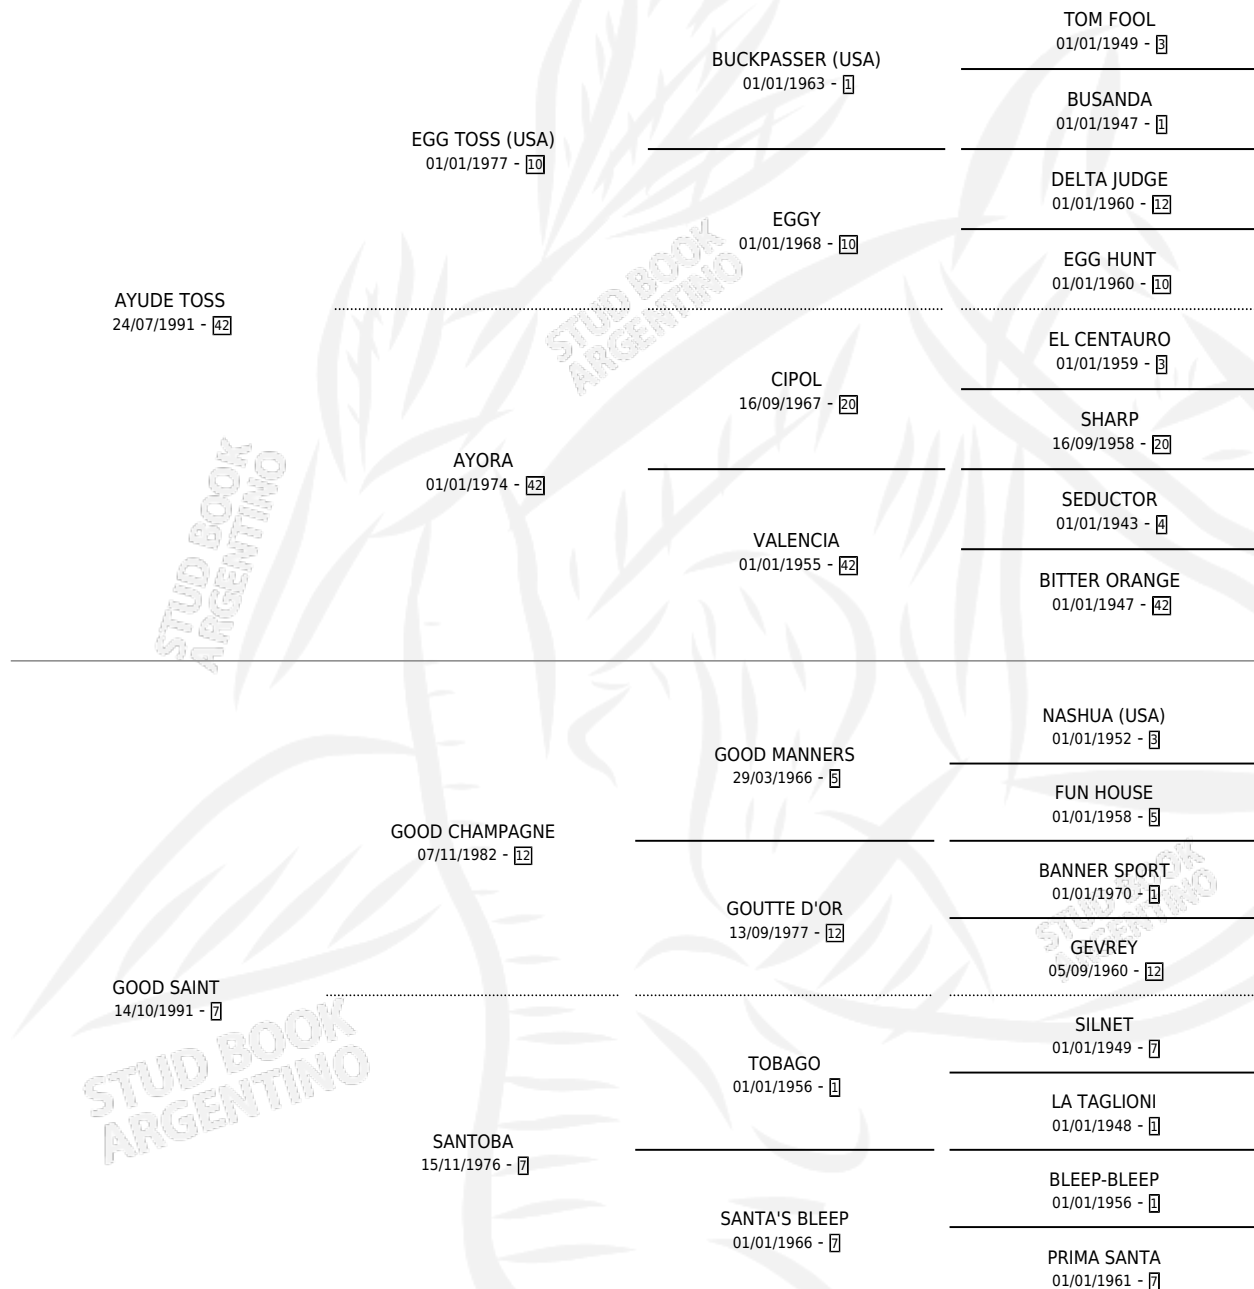 TOM FOOL
01/01/1949 - 3
BUCKPASSER (USA)
01/01/1963 - 1
BUSANDA
01/01/1947 - 1
EGG TOSS (USA)
01/01/1977 - 10
DELTA JUDGE
01/01/1960 - 12
EGGY
01/01/1968 - 10
EGG HUNT
01/01/1960 - 10
AYUDE TOSS
24/07/1991 - 42
EL CENTAURO
01/01/1959 - 3
CIPOL
16/09/1967 - 20
SHARP
16/09/1958 - 20
AYORA
01/01/1974 - 42
SEDUCTOR
01/01/1943 - 4
VALENCIA
01/01/1955 - 42
BITTER ORANGE
01/01/1947 - 42
NASHUA (USA)
01/01/1952 - 3
GOOD MANNERS
29/03/1966 - 5
FUN HOUSE
01/01/1958 - 5
GOOD CHAMPAGNE
07/11/1982 - 12
BANNER SPORT
01/01/1970 - 1
GOUTTE D'OR
13/09/1977 - 12
GEVREY
05/09/1960 - 12
GOOD SAINT
14/10/1991 - 7
SILNET
01/01/1949 - 7
TOBAGO
01/01/1956 - 1
LA TAGLIONI
01/01/1948 - 1
SANTOBA
15/11/1976 - 7
BLEEP-BLEEP
01/01/1956 - 1
SANTA'S BLEEP
01/01/1966 - 7
PRIMA SANTA
01/01/1961 - 7
STUD BOOK
ARGENTINO
STUD BOOK
ARGENTINO
STUD BOOK
ARGENTINO
STUD BOOK
ARGENTINO